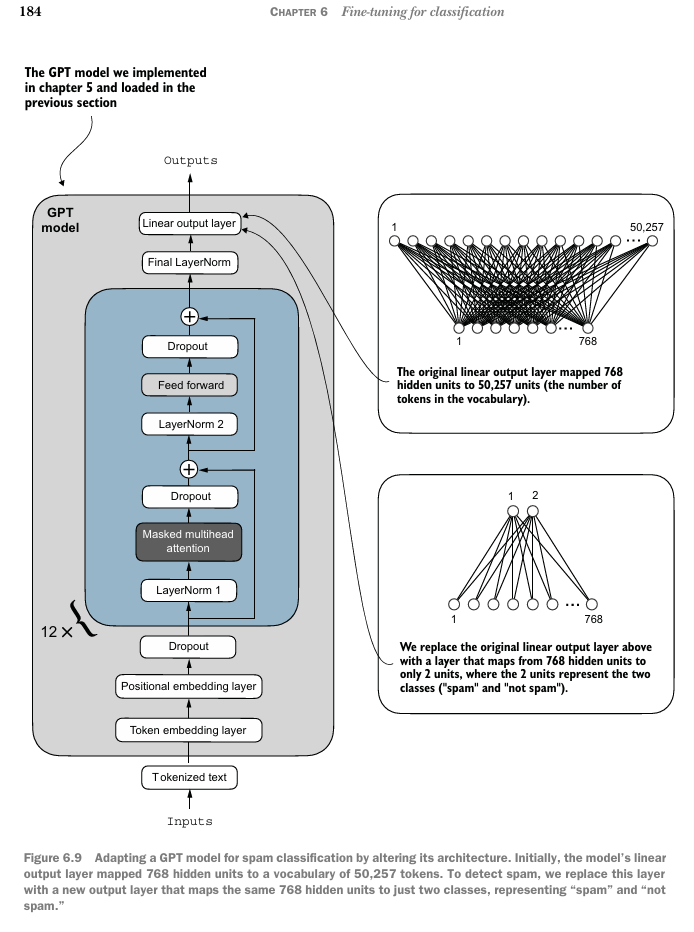 184
CHAPTER 6 Fine-tuning for classification
The GPT model we implemented
in chapter 5 and loaded in the
previous section
Outputs
GPT
model
Linear output layer
Final LayerNorm
Dropout
Feed forward
LayerNorm 2
Dropout
Masked multihead
attention
LayerNorm 1
12 ×
Dropout
Positional embedding layer
Token embedding layer
Tokenized text
Inputs
1
50,257
...
...
1
768
The original linear output layer mapped 768
hidden units to 50,257 units (the number of
tokens in the vocabulary).
1 2
...
1
768
We replace the original linear output layer above
with a layer that maps from 768 hidden units to
only 2 units, where the 2 units represent the two
classes ("spam" and "not spam").
Figure 6.9 Adapting a GPT model for spam classification by altering its architecture. Initially, the model’s linear
output layer mapped 768 hidden units to a vocabulary of 50,257 tokens. To detect spam, we replace this layer
with a new output layer that maps the same 768 hidden units to just two classes, representing “spam” and “not
spam.”